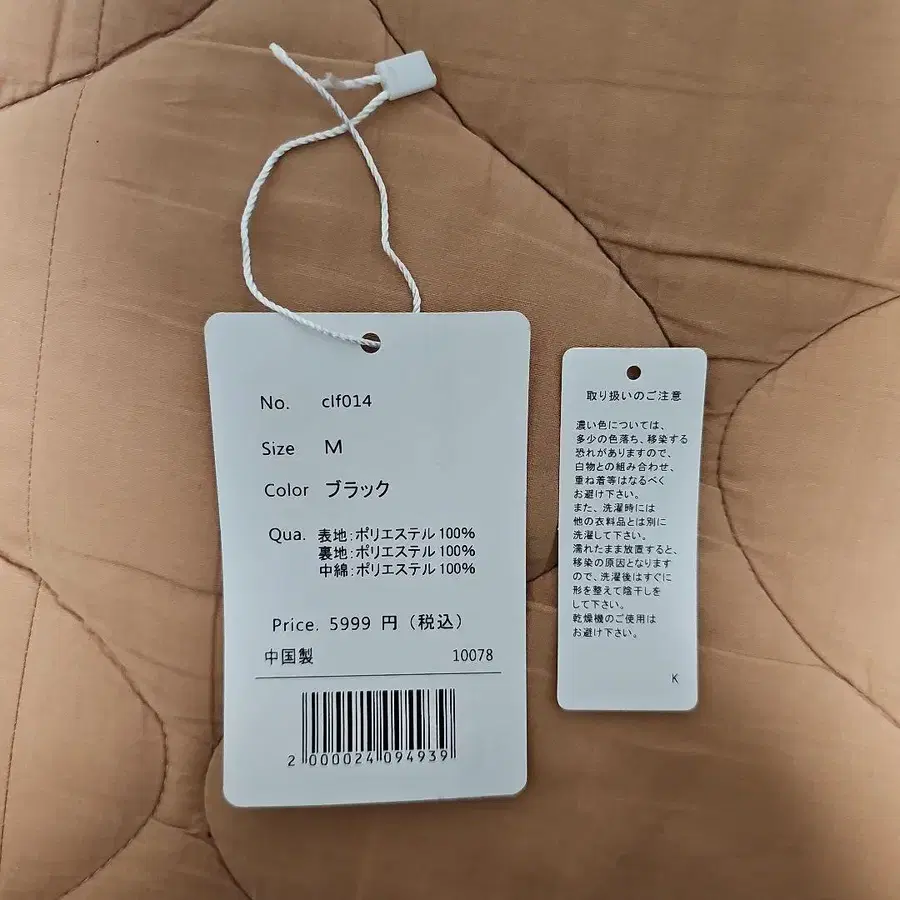 No. clf014
Size M
Color ブラック
Qua. 表地:ポリエステル 100%
裏地:ポリエステル 100%
中綿:ポリエステル 100%
Price. 5999 円（税込）
中国製 10078
2 000024 094939
取り扱いのご注意
濃い色については、
多少の色落ち、移染する
恐れがありますので、
白物との組み合わせ、
重ね着等はなるべく
お避け下さい。
また、洗濯時には
他の衣料品とは別に
洗濯して下さい。
濡れたまま放置すると、
移染の原因となります
ので、洗濯後はすぐに
形を整えて陰干しを
して下さい。
乾燥機のご使用は
お避け下さい。
K